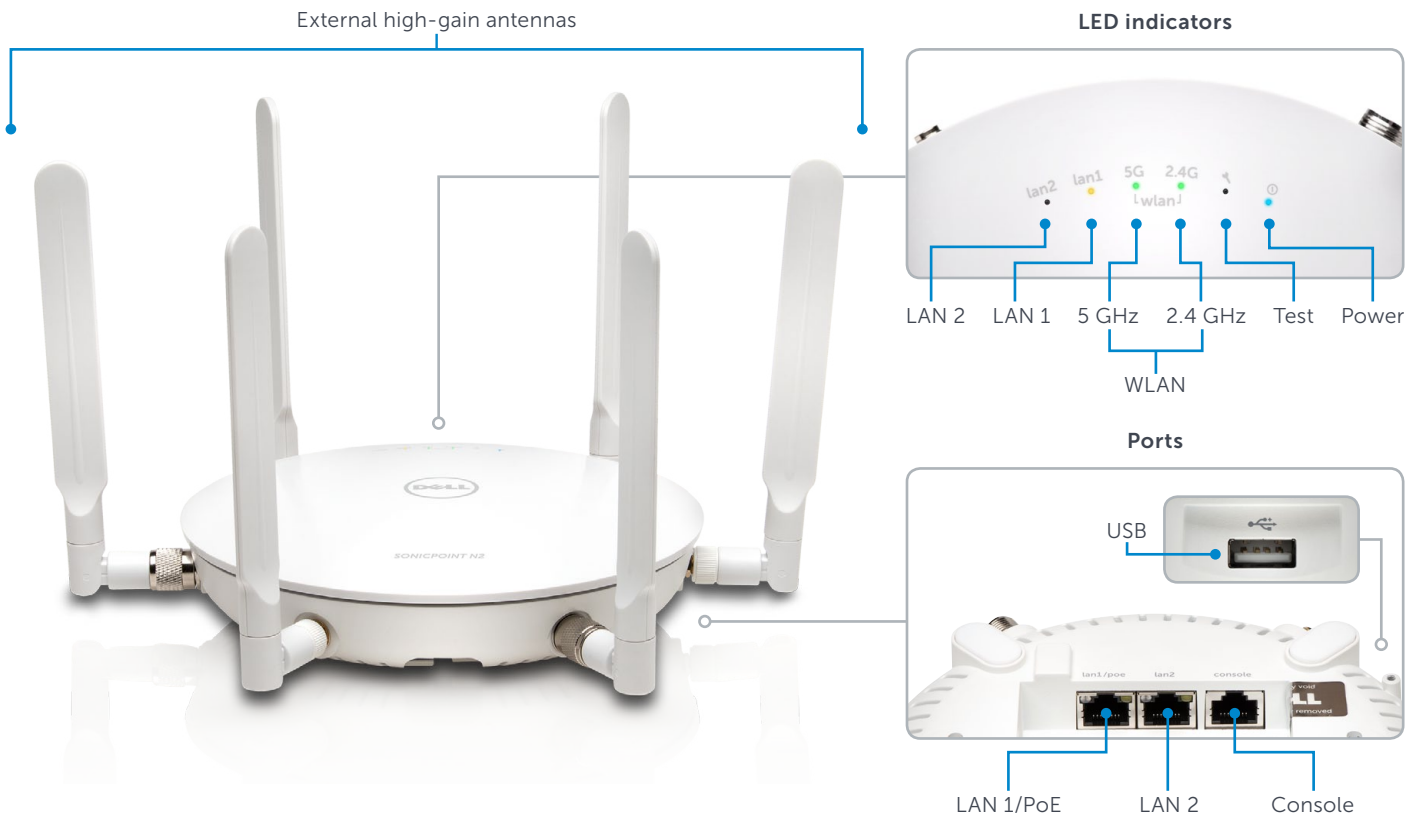 External high-gain antennas
DELL
SONICPOINT N2
LED indicators
lan2 lan1 5G 2.4G
wlan
LAN 2 LAN 1 5 GHz 2.4 GHz Test Power
WLAN
Ports
USB
lan1/poe lan2 console
void
LL
removed
LAN 1/PoE LAN 2 Console